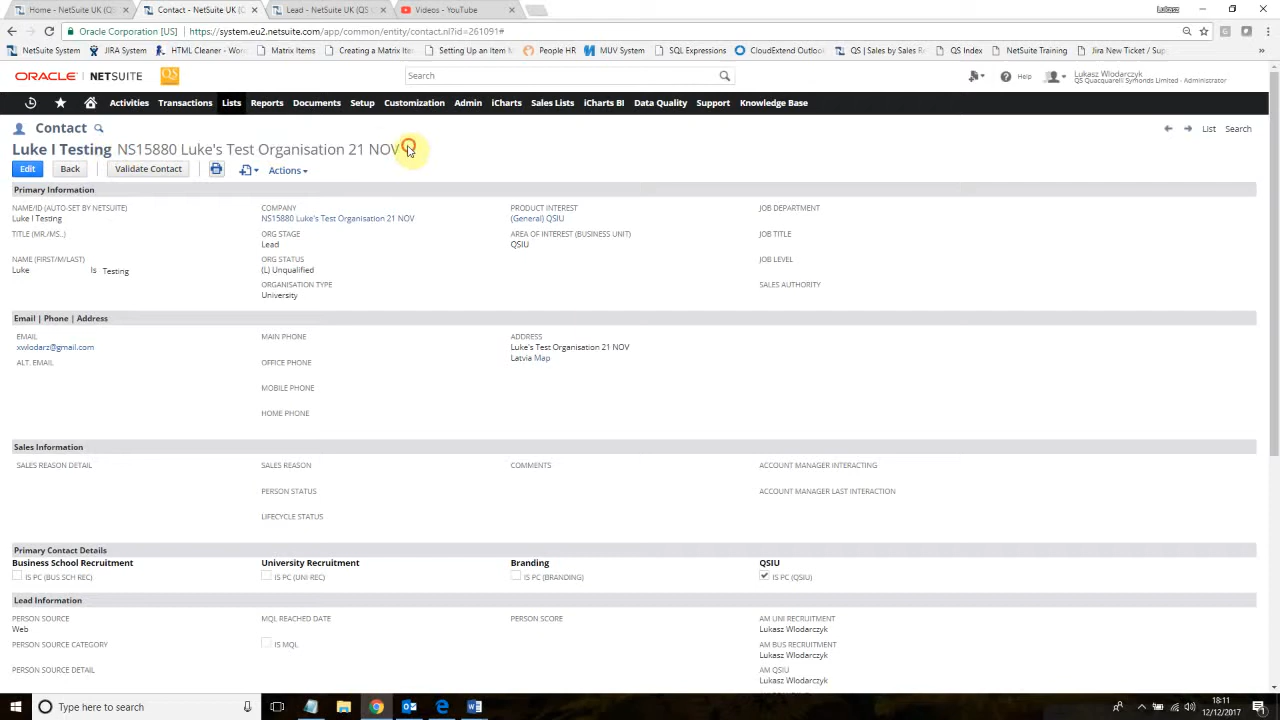 Home - NetSuite UK (QS
Contact - NetSuite UK (C
Lead - NetSuite UK (QS
Videos - YouTube
Lukasz
Oracle Corporation [US]
https://system.eu2.netsuite.com/app/common/entity/contact.nl?id=261091#
NetSuite System
JIRA System
HTML Cleaner - Word
Matrix Items
Creating a Matrix Item
People HR
MUV System
SQL Expressions
CloudExtend Outlook
QS | Sales by Sales Re
QS Index
NetSuite Training
Jira New Ticket / Sup
»
ORACLE | NETSUITE
QS
Search
Help
Lukasz Wlodarczyk
QS Quacquarelli Symonds Limited - Administrator
Activities Transactions Lists Reports Documents Setup Customization Admin iCharts Sales Lists iCharts BI Data Quality Support Knowledge Base
Contact
List Search
Luke I Testing NS15880 Luke's Test Organisation 21 NOV
Edit Back Validate Contact Actions
Primary Information
NAME/ID (AUTO-SET BY NETSUITE)
Luke I Testing
TITLE (MR./MS..)
NAME (FIRST/M/LAST)
Luke Is Testing
COMPANY
NS15880 Luke's Test Organisation 21 NOV
ORG STAGE
Lead
ORG STATUS
(L) Unqualified
ORGANISATION TYPE
University
PRODUCT INTEREST
(General) QSIU
AREA OF INTEREST (BUSINESS UNIT)
QSIU
JOB DEPARTMENT
JOB TITLE
JOB LEVEL
SALES AUTHORITY
Email | Phone | Address
EMAIL
xwlodarz@gmail.com
ALT. EMAIL
MAIN PHONE
OFFICE PHONE
MOBILE PHONE
HOME PHONE
ADDRESS
Luke's Test Organisation 21 NOV
Latvia Map
Sales Information
SALES REASON DETAIL
SALES REASON
PERSON STATUS
LIFECYCLE STATUS
COMMENTS
ACCOUNT MANAGER INTERACTING
ACCOUNT MANAGER LAST INTERACTION
Primary Contact Details
Business School Recruitment
IS PC (BUS SCH REC)
University Recruitment
IS PC (UNI REC)
Branding
IS PC (BRANDING)
QSIU
IS PC (QSIU)
Lead Information
PERSON SOURCE
Web
PERSON SOURCE CATEGORY
PERSON SOURCE DETAIL
MQL REACHED DATE
IS MQL
PERSON SCORE
AM UNI RECRUITMENT
Lukasz Wlodarczyk
AM BUS RECRUITMENT
Lukasz Wlodarczyk
AM QSIU
Lukasz Wlodarczyk
Type here to search
18:11
12/12/2017